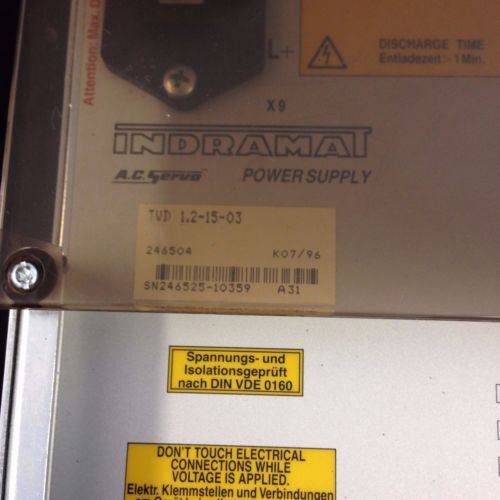 Attention: Max.
L+
DISCHARGE TIME
Entladezeit > 1 Min.
X9
INDRAMAT
A.C. Servo POWER SUPPLY
TVD 1.2-15-03
246504 K07/96
SN246525-10359 A31
Spannungs- und
Isolationsgeprüft
nach DIN VDE 0160
DON'T TOUCH ELECTRICAL
CONNECTIONS WHILE
VOLTAGE IS APPLIED.
Elektr. Klemmstellen und Verbindungen